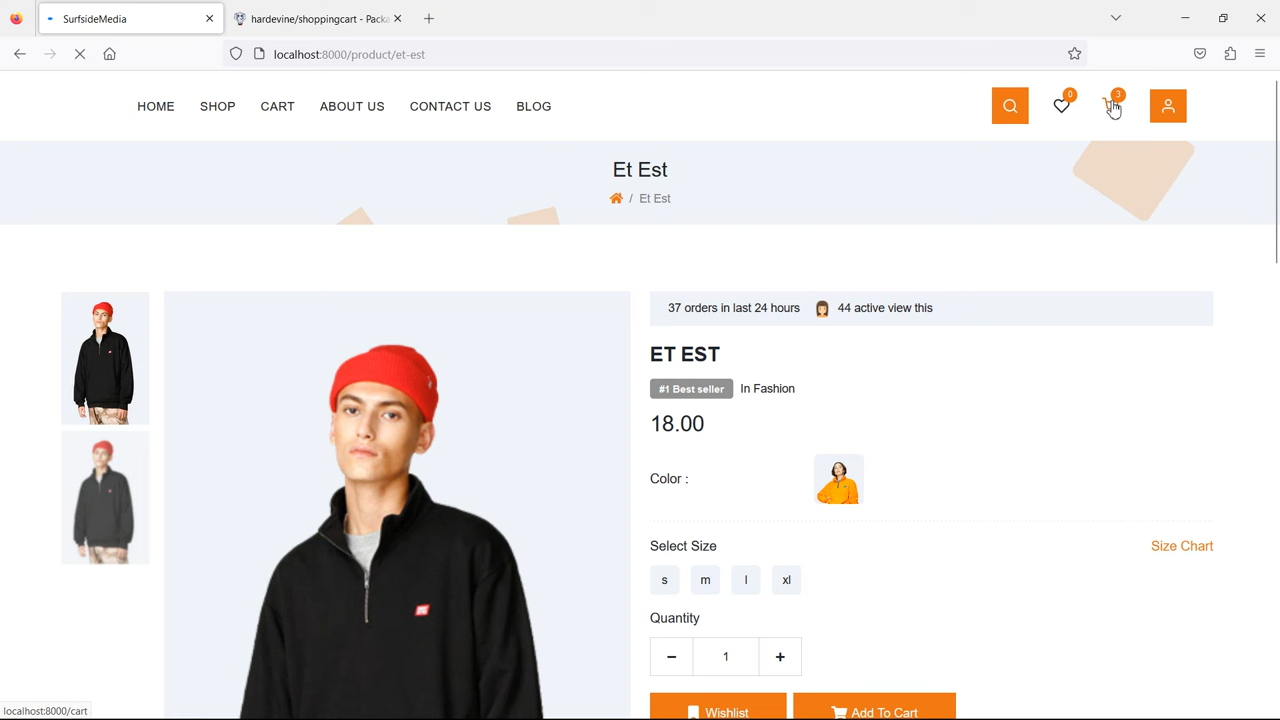 SurfsideMedia
hardevine/shoppingcart - Packa
localhost:8000/product/et-est
HOME SHOP CART ABOUT US CONTACT US BLOG
0
3
Et Est
/ Et Est
37 orders in last 24 hours 44 active view this
ET EST
#1 Best seller In Fashion
18.00
Color :
Select Size Size Chart
s m l xl
Quantity
− 1 +
Wishlist Add To Cart
localhost:8000/cart